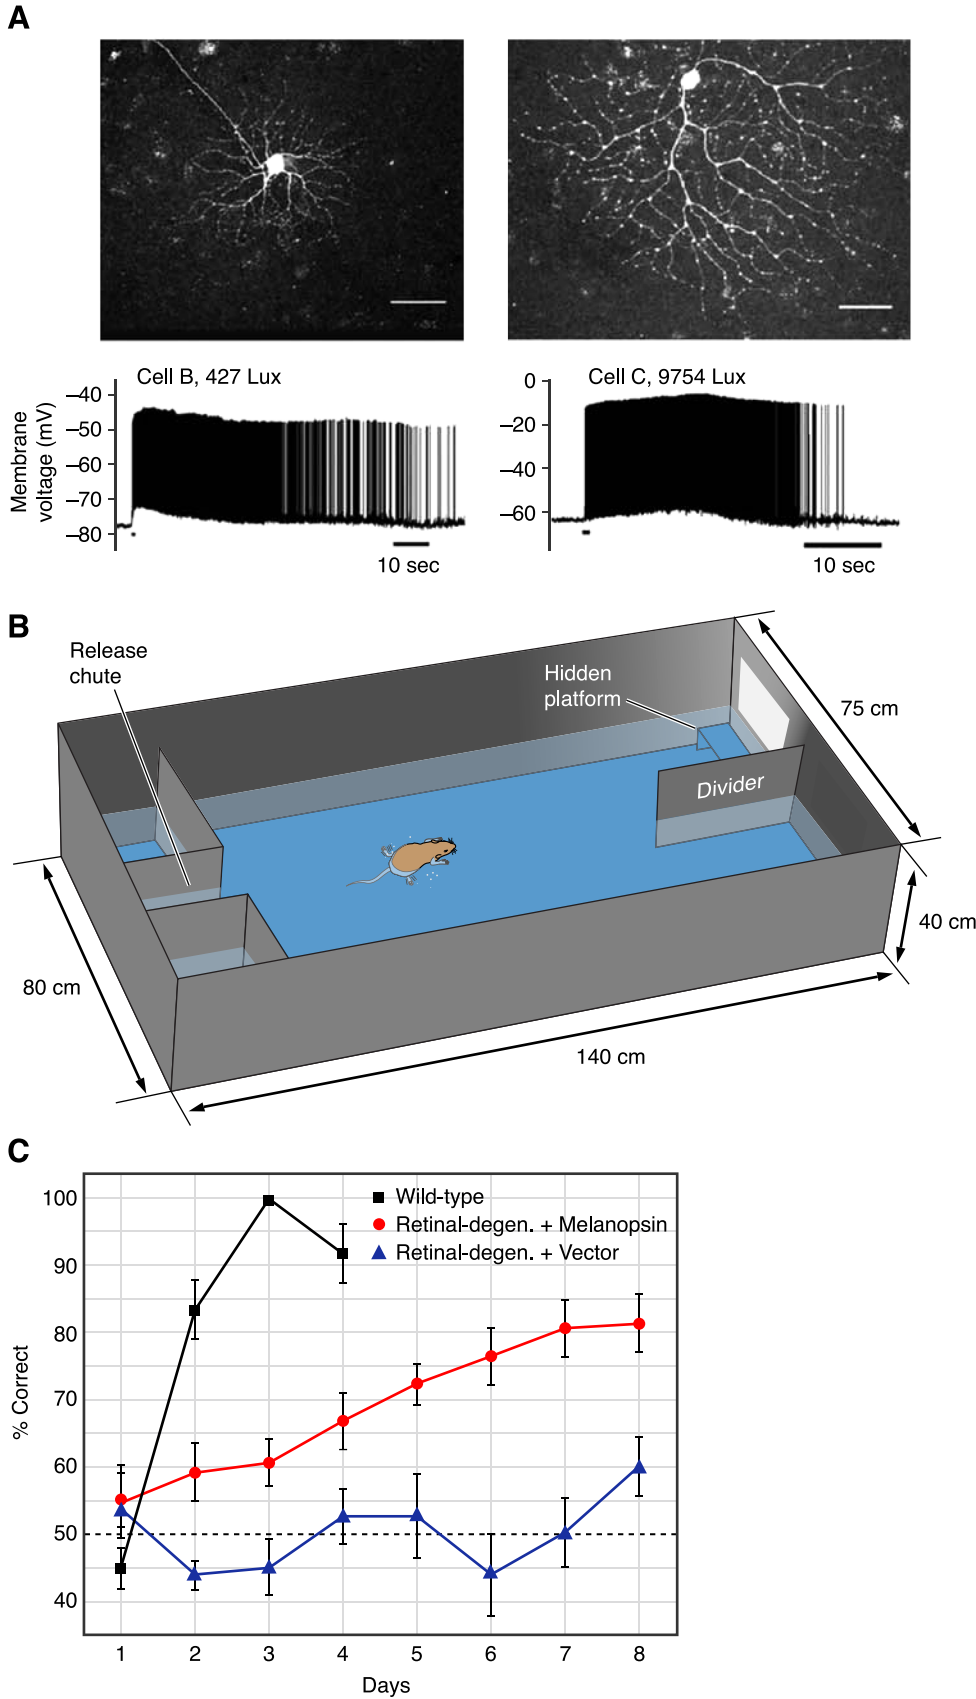 A
Cell B, 427 Lux
Membrane
voltage (mV)
–40
–50
–60
–70
–80
10 sec
Cell C, 9754 Lux
0
–20
–40
–60
10 sec
B
Release
chute
Hidden
platform
Divider
75 cm
40 cm
80 cm
140 cm
C
% Correct
100
90
80
70
60
50
40
Wild-type
Retinal-degen. + Melanopsin
Retinal-degen. + Vector
1 2 3 4 5 6 7 8
Days